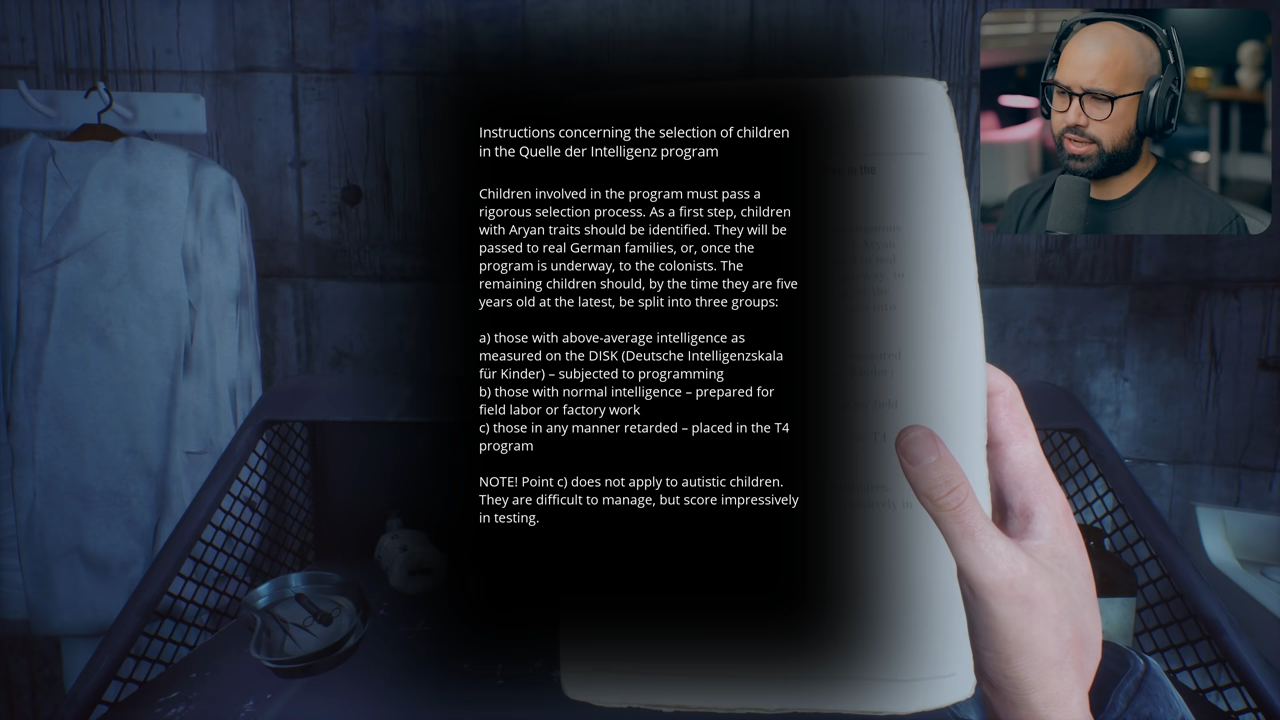 Instructions concerning the selection of children
in the Quelle der Intelligenz program
Children involved in the program must pass a
rigorous selection process. As a first step, children
with Aryan traits should be identified. They will be
passed to real German families, or, once the
program is underway, to the colonists. The
remaining children should, by the time they are five
years old at the latest, be split into three groups:
a) those with above-average intelligence as
measured on the DISK (Deutsche Intelligenzskala
für Kinder) – subjected to programming
b) those with normal intelligence – prepared for
field labor or factory work
c) those in any manner retarded – placed in the T4
program
NOTE! Point c) does not apply to autistic children.
They are difficult to manage, but score impressively
in testing.